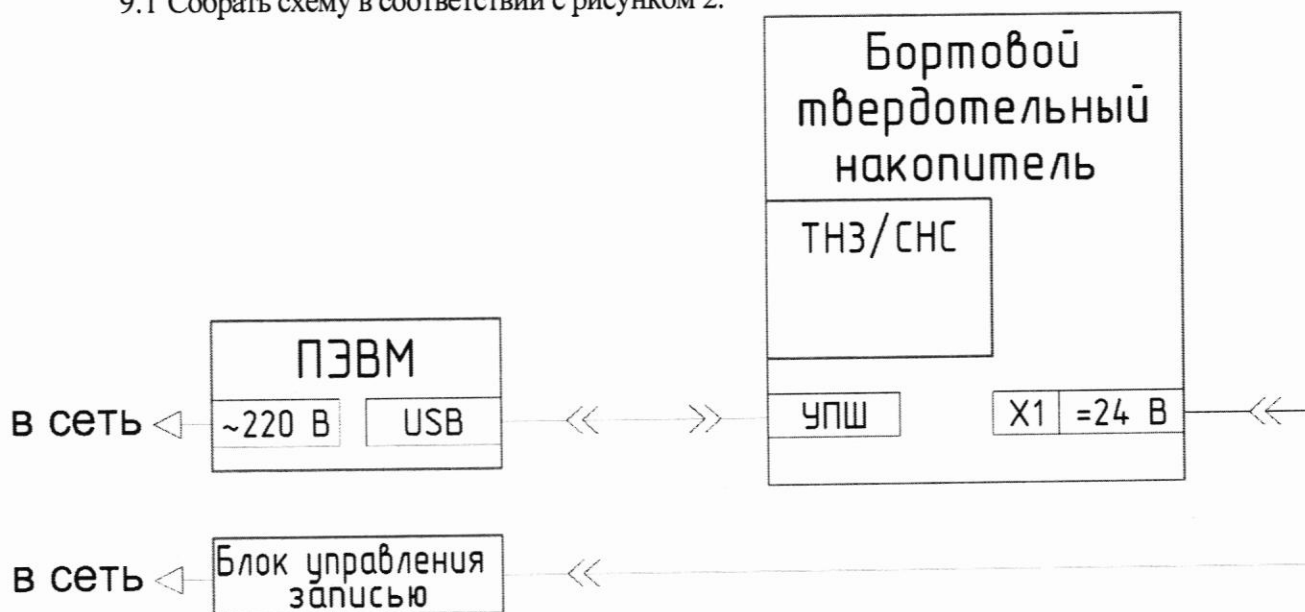 9.1 Собрать схему в соответствии с рисунком 2.
Бортовой
твердотельный
накопитель
ТНЗ/СНС
ПЭВМ
в сеть
~220 В
USB
УПШ
X1
=24 В
в сеть
Блок управления
записью